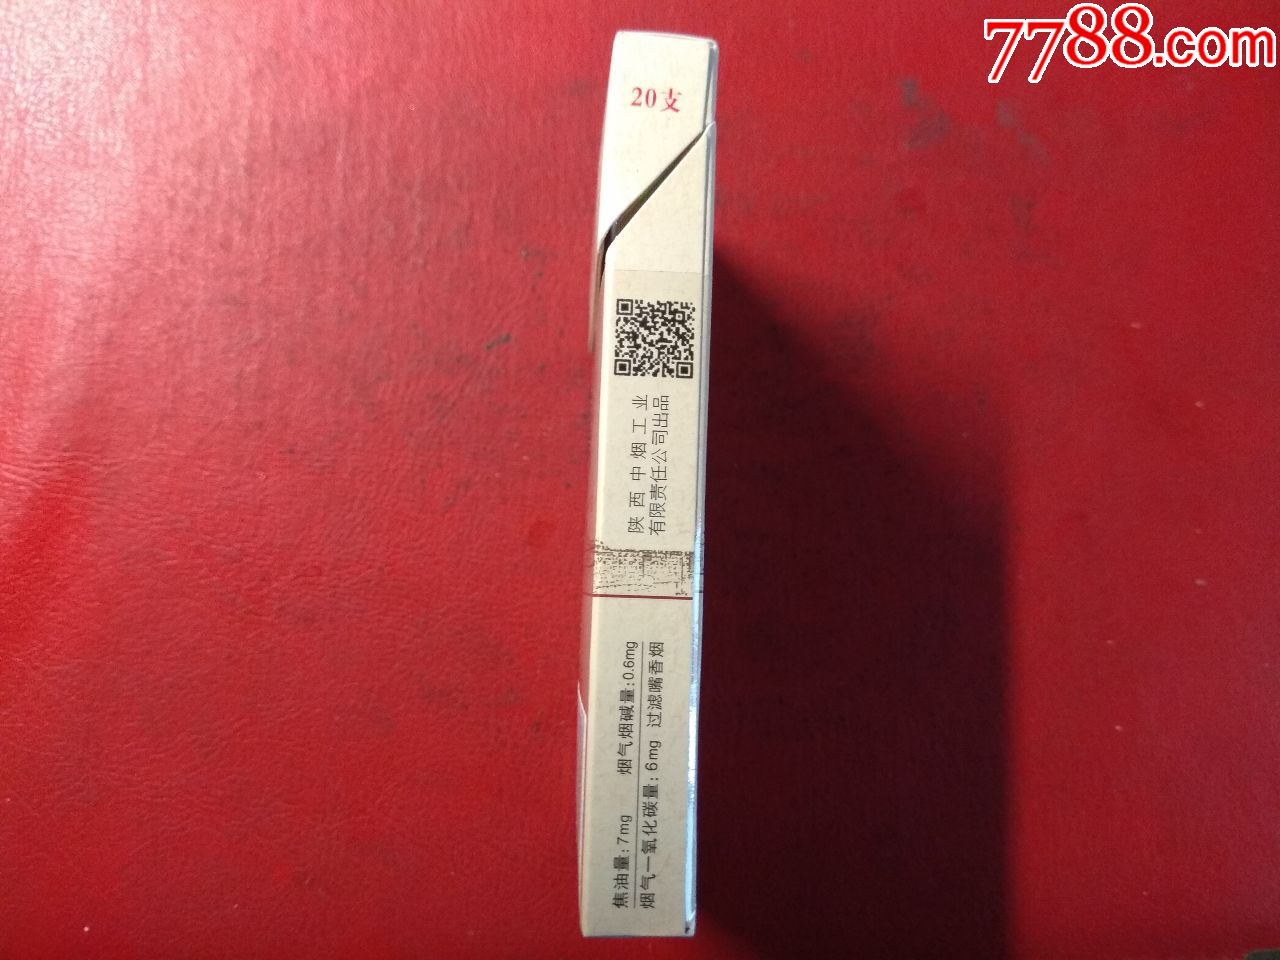 7788.com
20支
陕西中烟工业
有限责任公司出品
焦油量:7mg 烟气烟碱量:0.6mg
烟气一氧化碳量:6mg 过滤嘴香烟